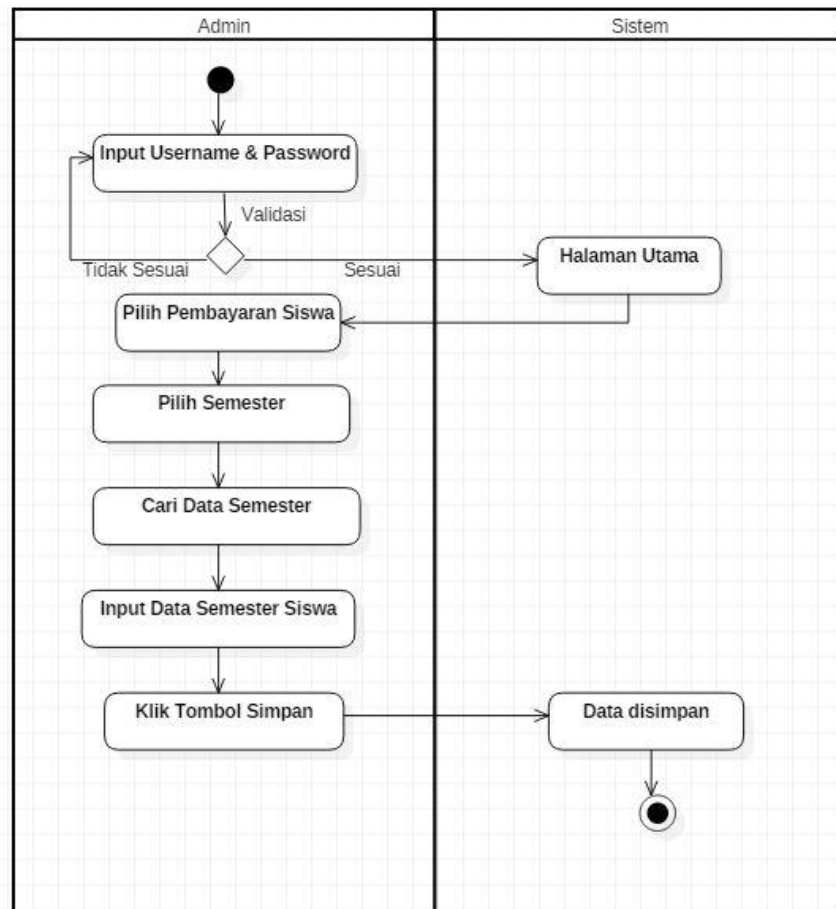 Admin
Sistem
Input Username & Password
Validasi
Tidak Sesuai
Sesuai
Halaman Utama
Pilih Pembayaran Siswa
Pilih Semester
Cari Data Semester
Input Data Semester Siswa
Klik Tombol Simpan
Data disimpan